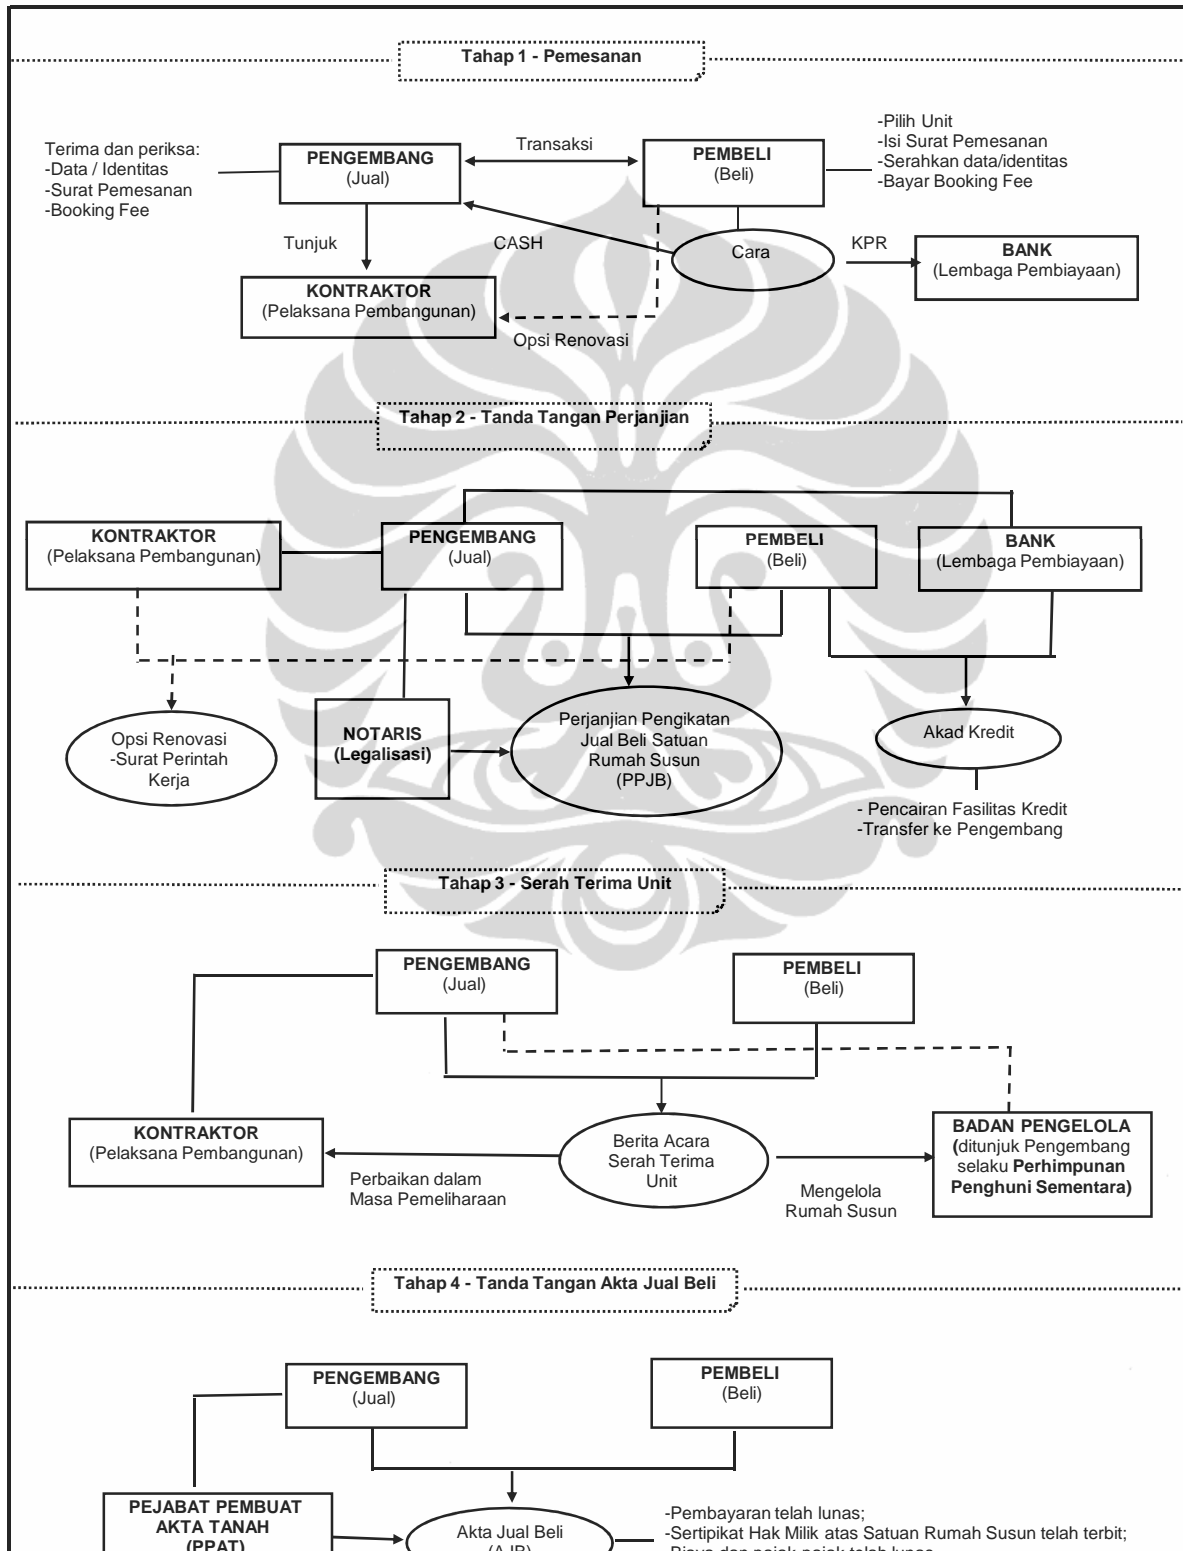 Tahap 1 - Pemesanan
Terima dan periksa:
-Data / Identitas
-Surat Pemesanan
-Booking Fee
PENGEMBANG
(Jual)
Transaksi
PEMBELI
(Beli)
-Pilih Unit
-Isi Surat Pemesanan
-Serahkan data/identitas
-Bayar Booking Fee
Tunjuk
CASH
Cara
KPR
BANK
(Lembaga Pembiayaan)
KONTRAKTOR
(Pelaksana Pembangunan)
Opsi Renovasi
Tahap 2 - Tanda Tangan Perjanjian
KONTRAKTOR
(Pelaksana Pembangunan)
PENGEMBANG
(Jual)
PEMBELI
(Beli)
BANK
(Lembaga Pembiayaan)
Opsi Renovasi
-Surat Perintah
Kerja
NOTARIS
(Legalisasi)
Perjanjian Pengikatan
Jual Beli Satuan
Rumah Susun
(PPJB)
Akad Kredit
- Pencairan Fasilitas Kredit
-Transfer ke Pengembang
Tahap 3 - Serah Terima Unit
PENGEMBANG
(Jual)
PEMBELI
(Beli)
KONTRAKTOR
(Pelaksana Pembangunan)
Perbaikan dalam
Masa Pemeliharaan
Berita Acara
Serah Terima
Unit
Mengelola
Rumah Susun
BADAN PENGELOLA
(ditunjuk Pengembang
selaku Perhimpunan
Penghuni Sementara)
Tahap 4 - Tanda Tangan Akta Jual Beli
PENGEMBANG
(Jual)
PEMBELI
(Beli)
PEJABAT PEMBUAT
AKTA TANAH
(PPAT)
Akta Jual Beli
(AJB)
-Pembayaran telah lunas;
-Sertipikat Hak Milik atas Satuan Rumah Susun telah terbit;
-Biaya dan pajak-pajak telah lunas